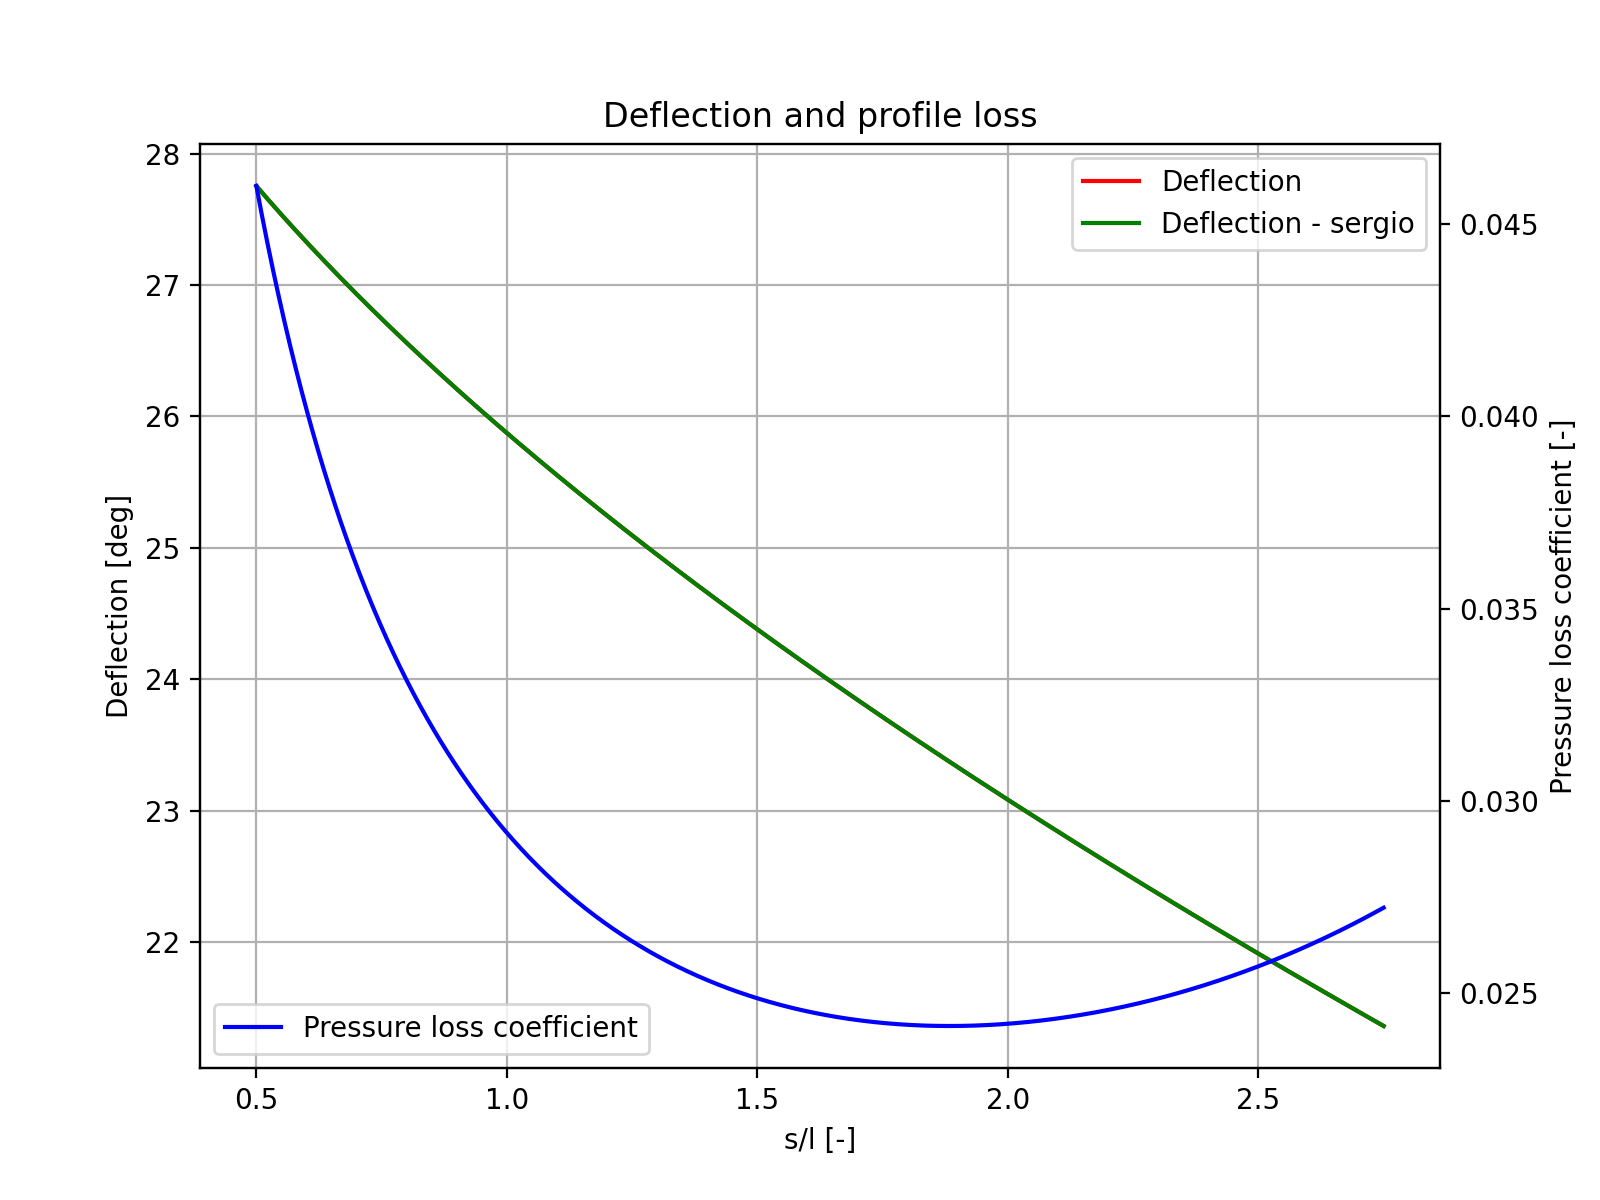 Deflection and profile loss
28
27
26
25
24
23
22
Deflection [deg]
Deflection
Deflection - sergio
Pressure loss coefficient
0.045
0.040
0.035
0.030
0.025
Pressure loss coefficient [-]
0.5
1.0
1.5
2.0
2.5
s/l [-]